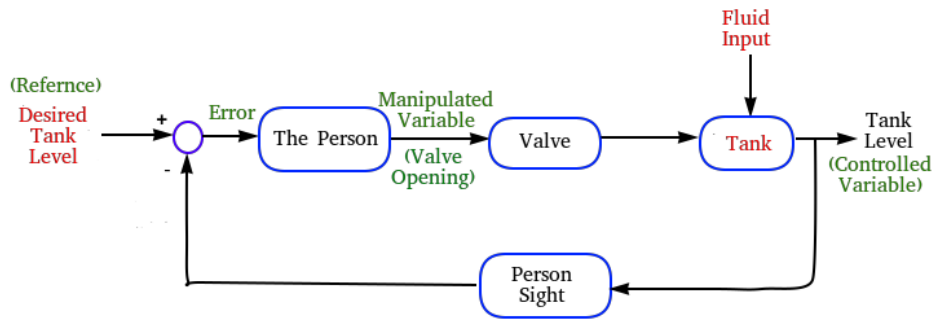 Fluid
Input
(Refernce)
Desired
Tank
Level
+
-
Error
The Person
Manipulated
Variable
(Valve
Opening)
Valve
Tank
Tank
Level
(Controlled
Variable)
Person
Sight